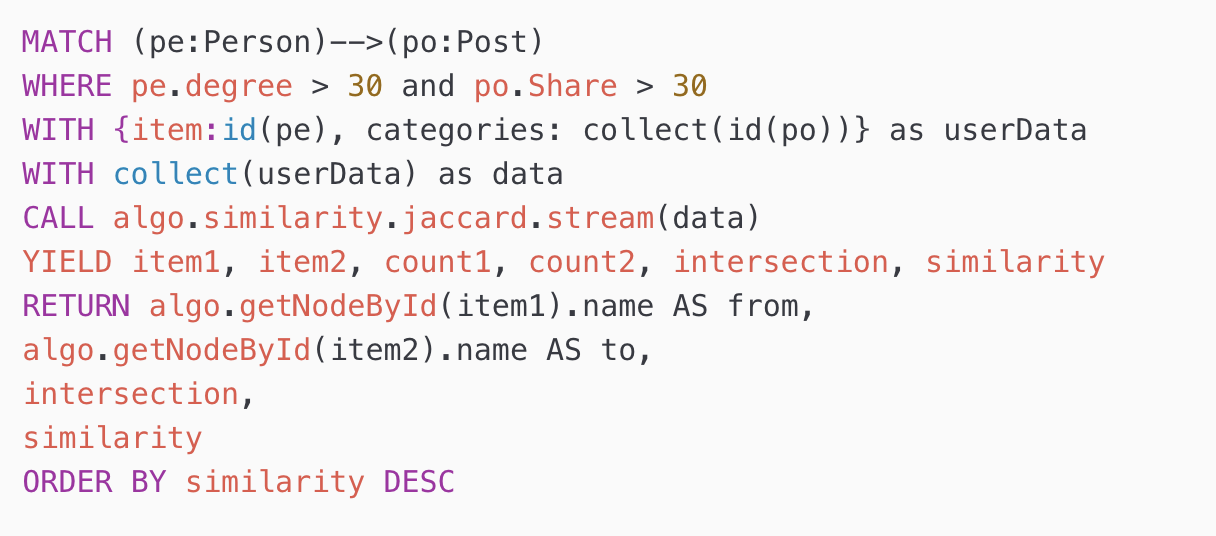 MATCH (pe:Person)-->(po:Post)
WHERE pe.degree > 30 and po.Share > 30
WITH {item:id(pe), categories: collect(id(po))} as userData
WITH collect(userData) as data
CALL algo.similarity.jaccard.stream(data)
YIELD item1, item2, count1, count2, intersection, similarity
RETURN algo.getNodeById(item1).name AS from,
algo.getNodeById(item2).name AS to,
intersection,
similarity
ORDER BY similarity DESC